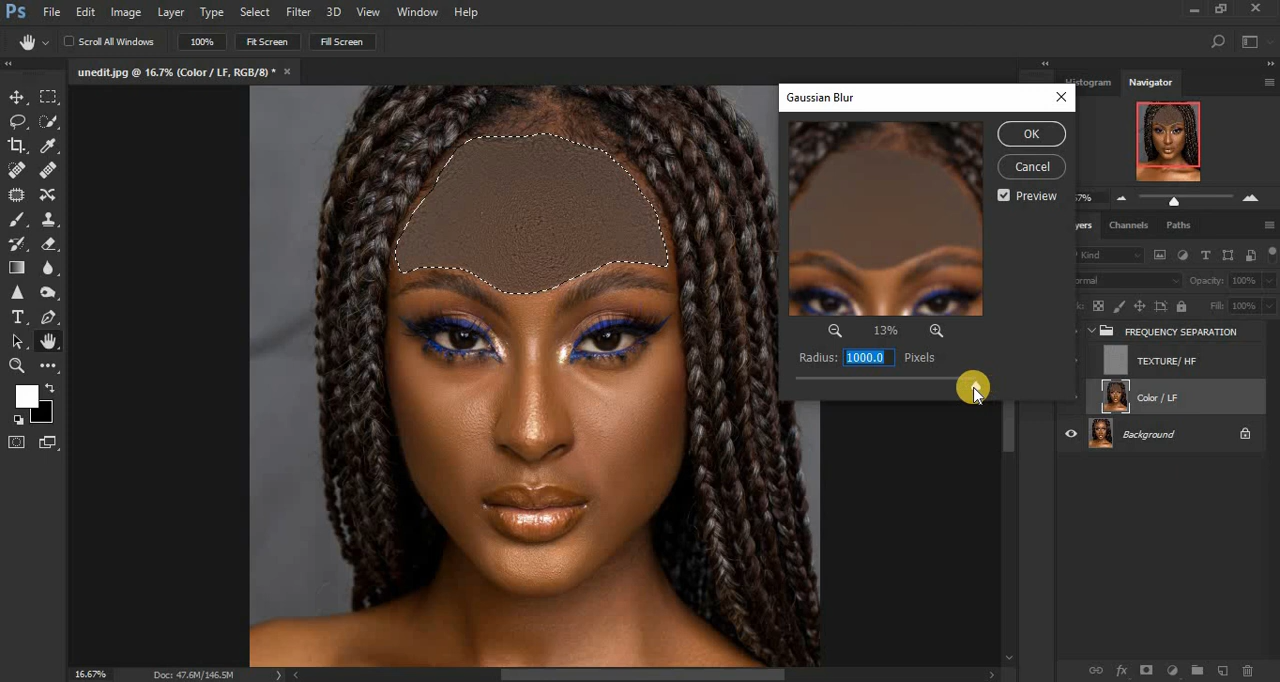 Ps File Edit Image Layer Type Select Filter 3D View Window Help
Scroll All Windows 100% Fit Screen Fill Screen
unedit.jpg @ 16.7% (Color / LF, RGB/8) * ×
Histogram Navigator
Gaussian Blur
OK
Cancel
Preview
13%
Radius: 1000.0 Pixels
7%
yers Channels Paths
Kind
ormal Opacity: 100%
Fill: 100%
FREQUENCY SEPARATION
TEXTURE/ HF
Color / LF
Background
16.67% Doc: 47.6M/146.5M